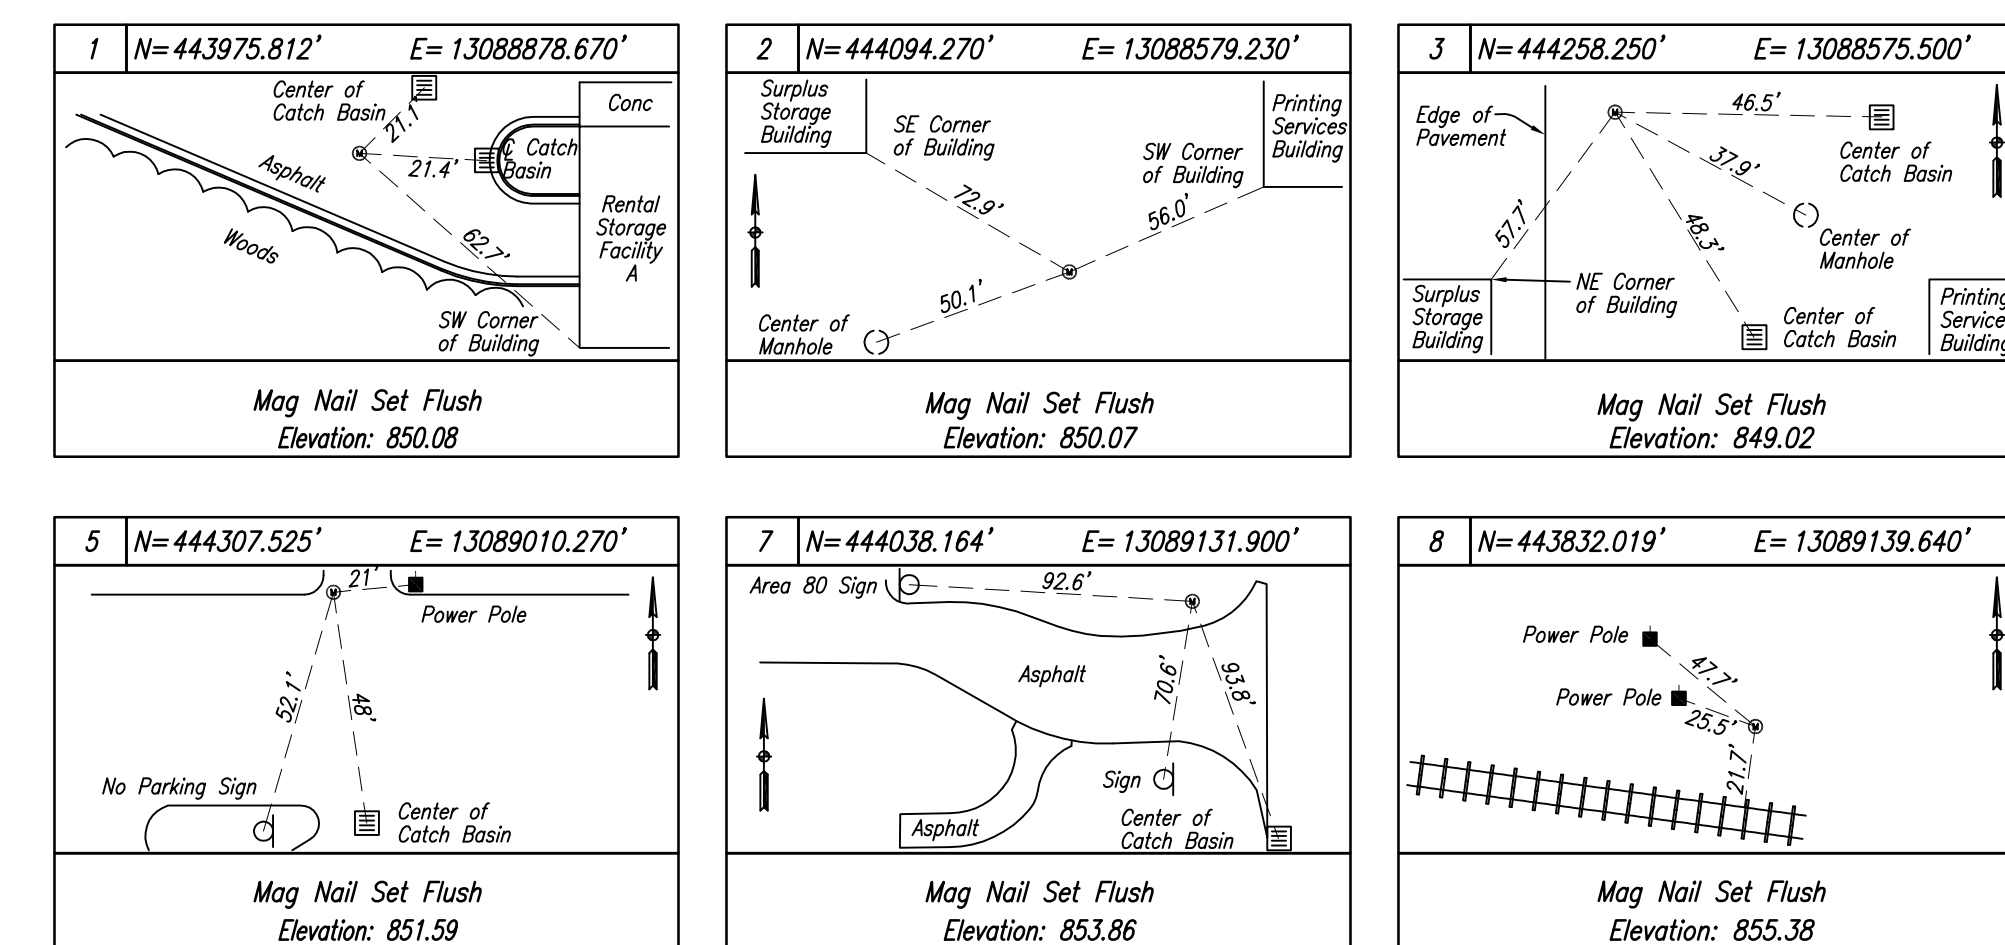 1 N= 443975.812' E= 13088878.670'
Center of
Catch Basin
21.1'
Conc
℄ Catch
Basin
21.4'
Asphalt
Woods
62.7'
Rental
Storage
Facility
A
SW Corner
of Building
Mag Nail Set Flush
Elevation: 850.08
2 N= 444094.270' E= 13088579.230'
Surplus
Storage
Building
SE Corner
of Building
Printing
Services
Building
SW Corner
of Building
72.9'
56.0'
50.1'
Center of
Manhole
Mag Nail Set Flush
Elevation: 850.07
3 N= 444258.250' E= 13088575.500'
Edge of
Pavement
46.5'
Center of
Catch Basin
37.9'
57.7'
48.3'
Center of
Manhole
NE Corner
of Building
Surplus
Storage
Building
Center of
Catch Basin
Printing
Service
Building
Mag Nail Set Flush
Elevation: 849.02
5 N= 444307.525' E= 13089010.270'
21'
Power Pole
52.1'
48'
No Parking Sign
Center of
Catch Basin
Mag Nail Set Flush
Elevation: 851.59
7 N= 444038.164' E= 13089131.900'
Area 80 Sign
92.6'
Asphalt
70.6'
93.8'
Sign
Center of
Catch Basin
Asphalt
Mag Nail Set Flush
Elevation: 853.86
8 N= 443832.019' E= 13089139.640'
Power Pole
47.7'
Power Pole
25.5'
21.7'
Mag Nail Set Flush
Elevation: 855.38